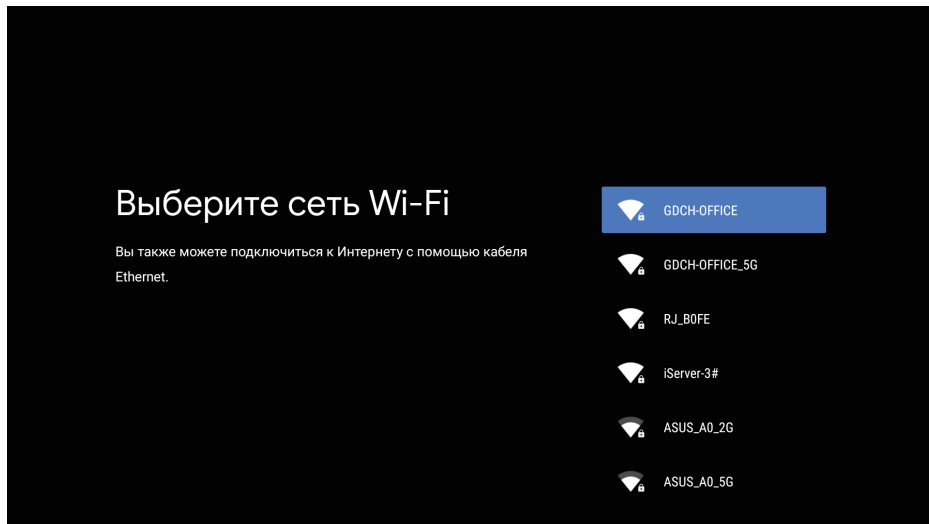 Выберите сеть Wi-Fi
Вы также можете подключиться к Интернету с помощью кабеля
Ethernet.
GDCH-OFFICE
GDCH-OFFICE_5G
RJ_B0FE
iServer-3#
ASUS_A0_2G
ASUS_A0_5G